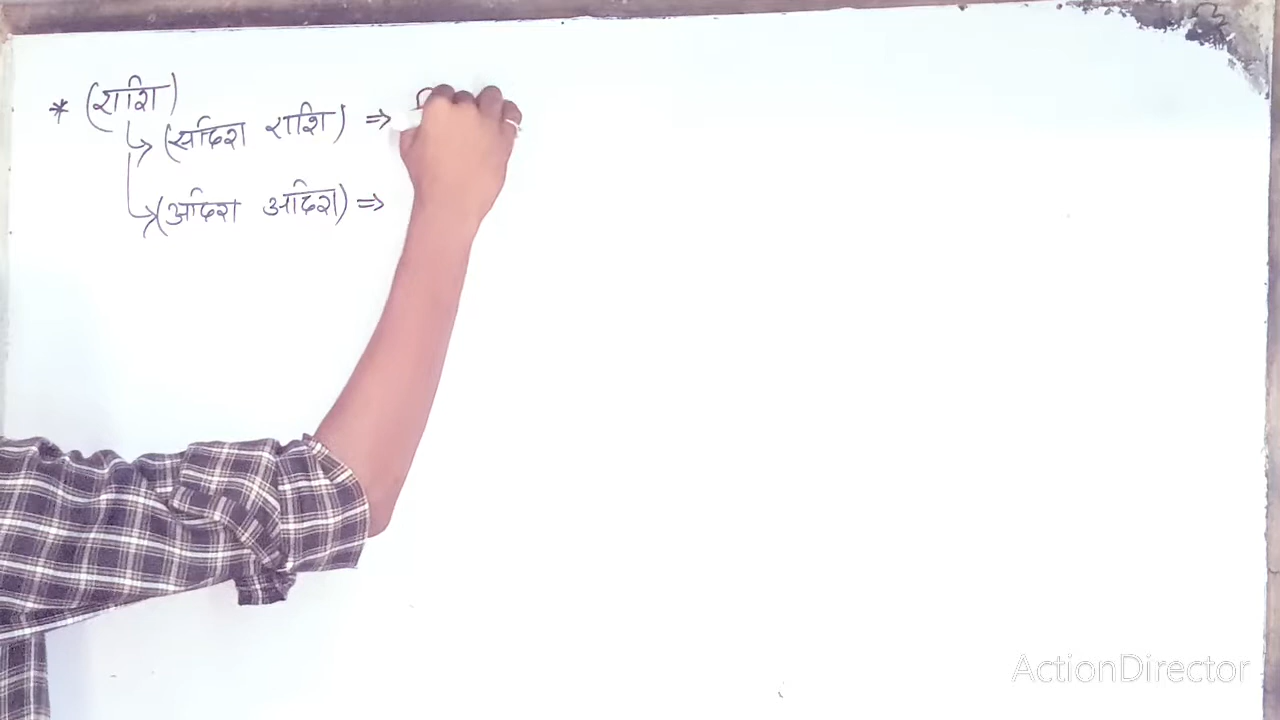 * (राशि)
(सदिश राशि) ⇒
(अदिश अदिश) ⇒
ActionDirector